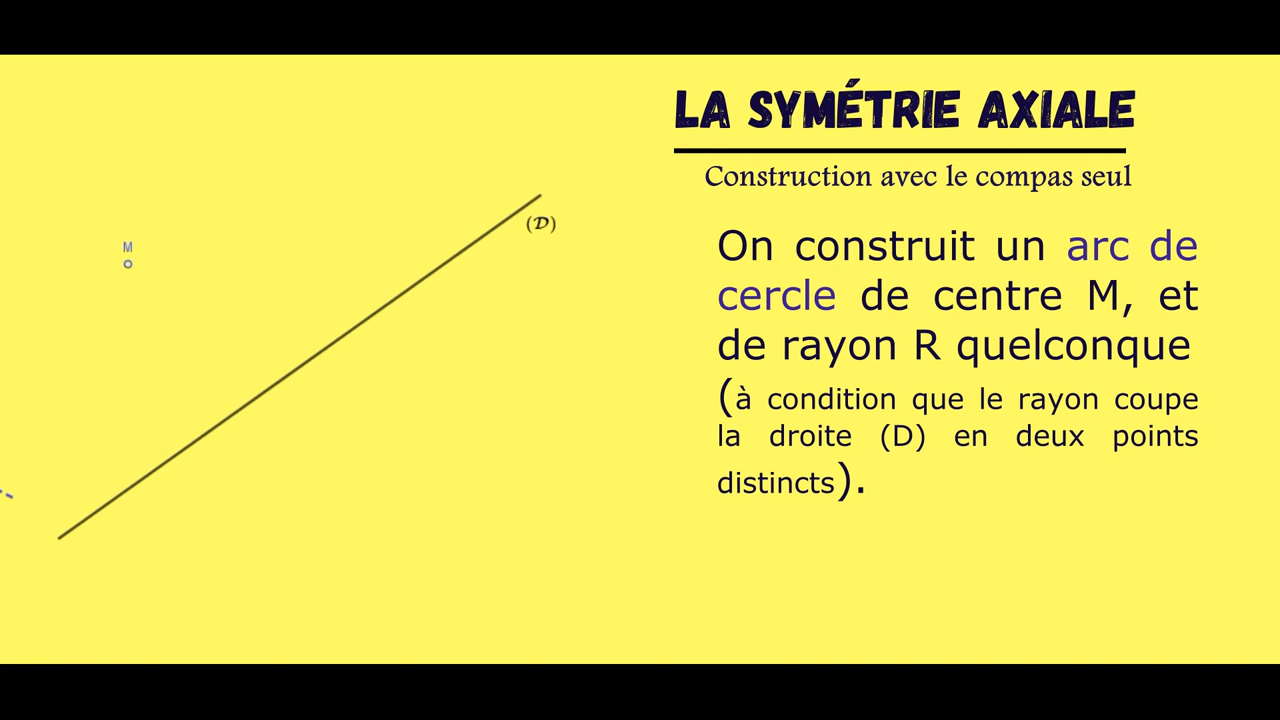 LA SYMÉTRIE AXIALE
Construction avec le compas seul
M
(D)
On construit un arc de
cercle de centre M, et
de rayon R quelconque
(à condition que le rayon coupe
la droite (D) en deux points
distincts).